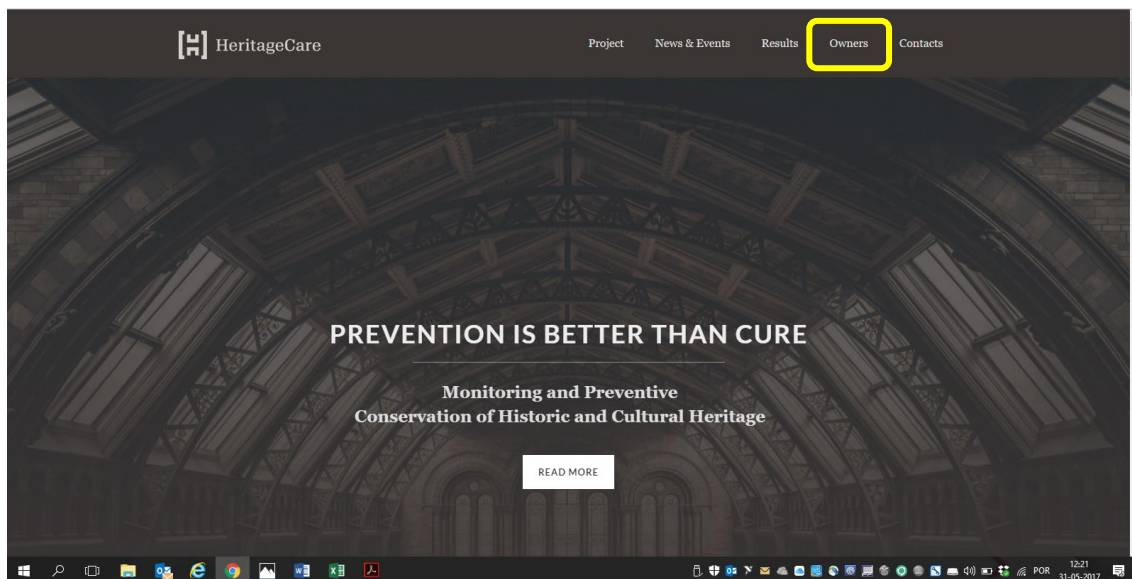 HeritageCare
Project News & Events Results Owners Contacts
PREVENTION IS BETTER THAN CURE
Monitoring and Preventive
Conservation of Historic and Cultural Heritage
READ MORE
POR
12:21
31-05-2017